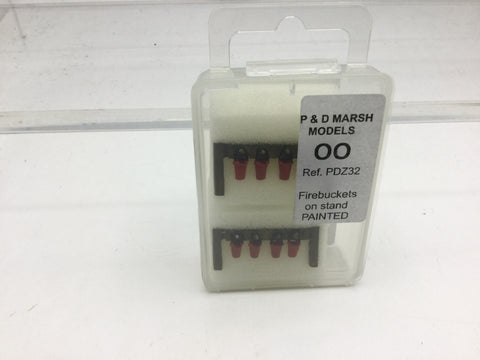 P & D MARSH
MODELS
OO
Ref. PDZ32
Firebuckets
on stand
PAINTED